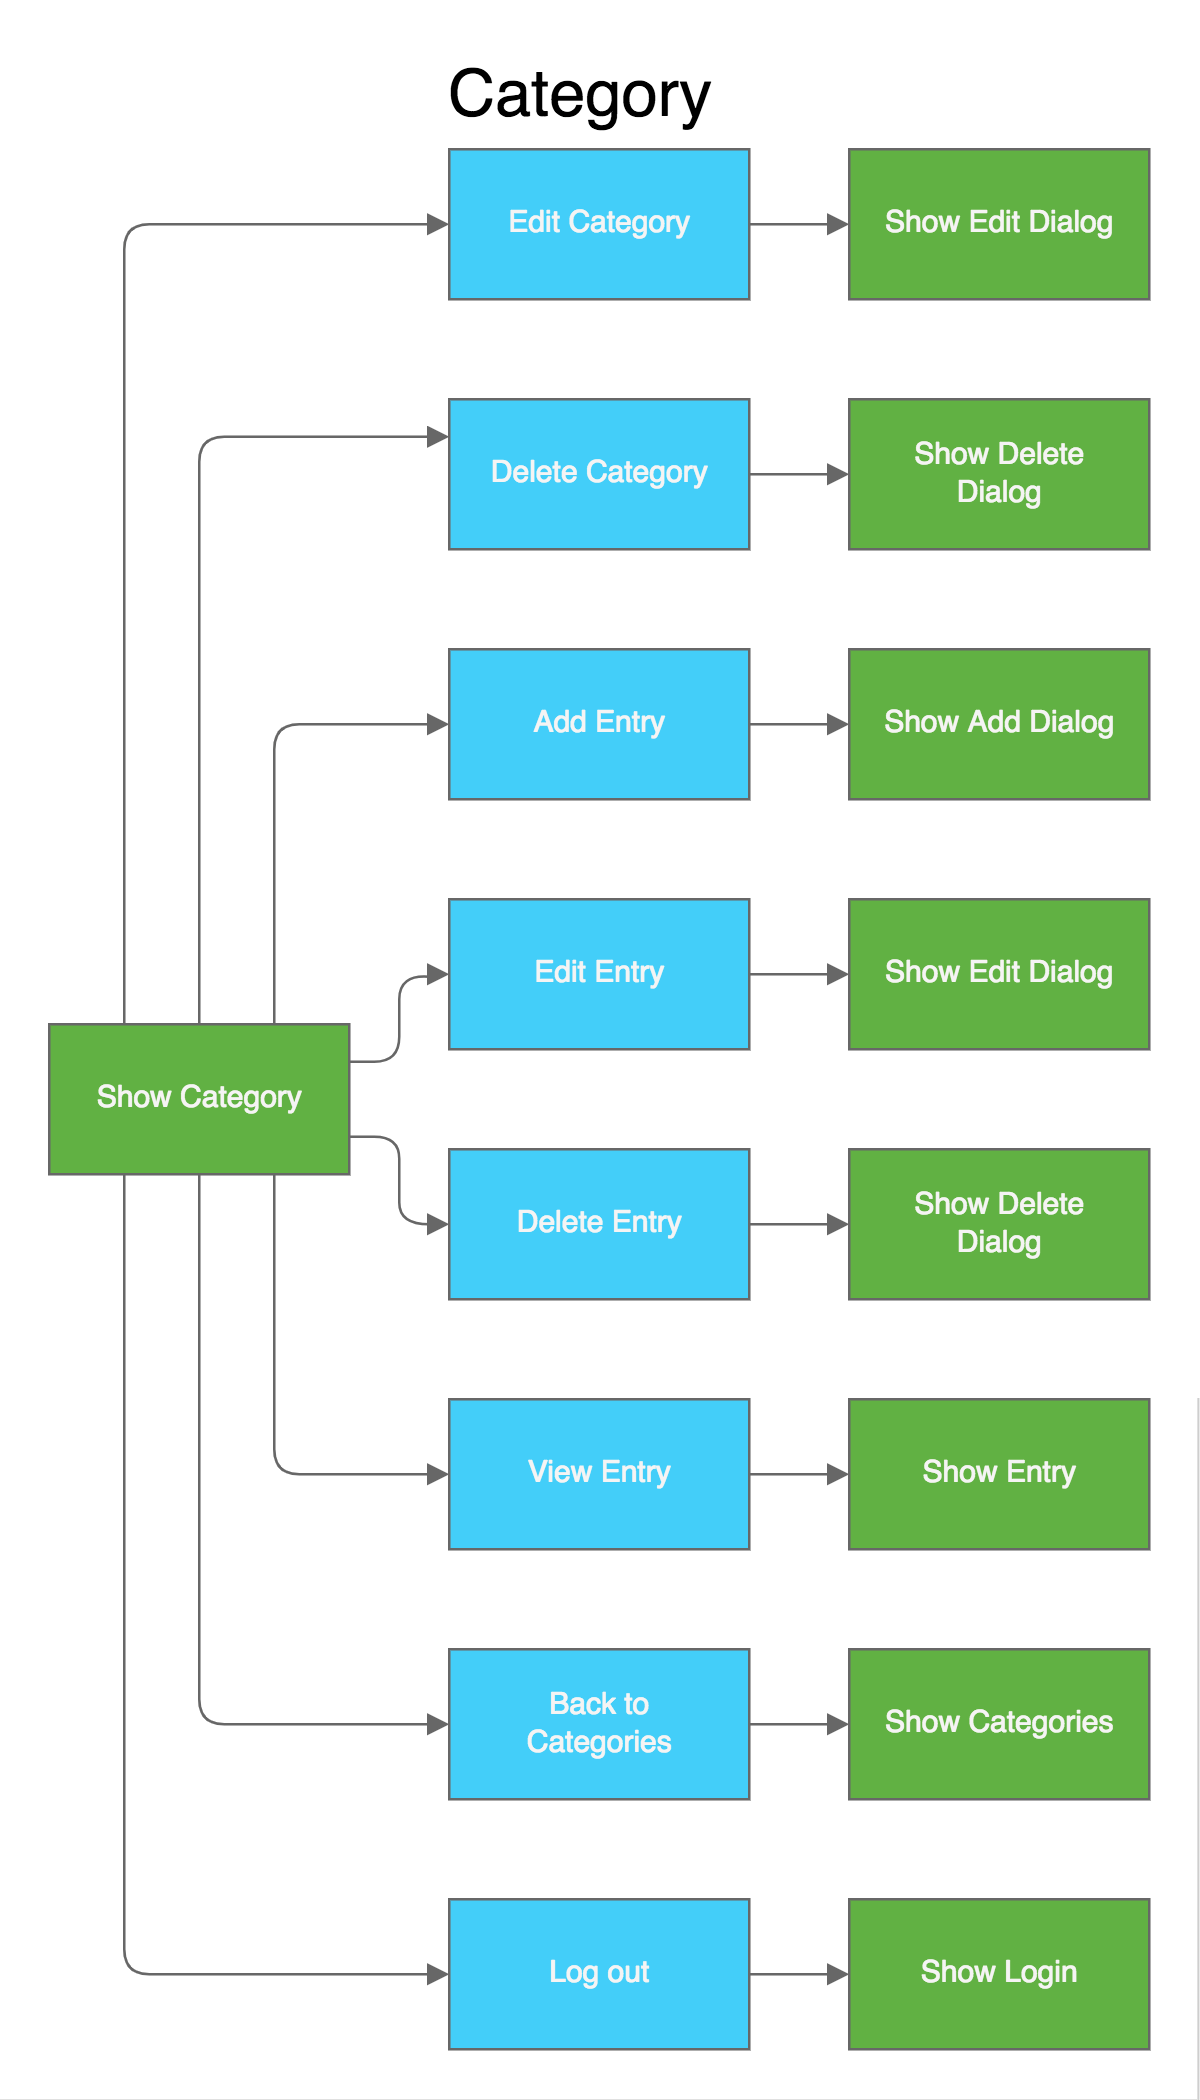 Category
Edit Category
Show Edit Dialog
Delete Category
Show Delete
Dialog
Add Entry
Show Add Dialog
Edit Entry
Show Edit Dialog
Show Category
Delete Entry
Show Delete
Dialog
View Entry
Show Entry
Back to
Categories
Show Categories
Log out
Show Login